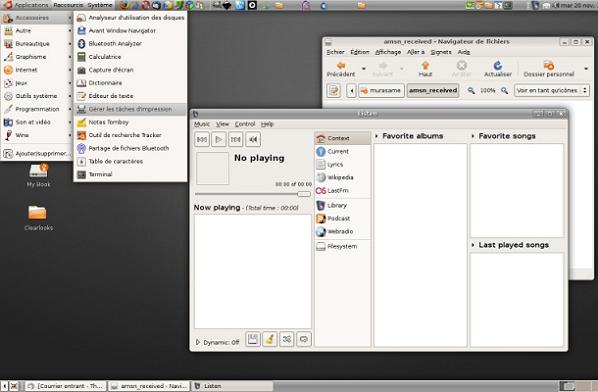 Applications Raccourcis Système
mar 20 nov.
Accessoires
Autre
Bureautique
Graphisme
Internet
Jeux
Outils système
Programmation
Son et vidéo
Wine
Ajouter/supprimer...
Analyseur d'utilisation des disques
Avant Window Navigator
Bluetooth Analyzer
Calculatrice
Capture d'écran
Dictionnaire
Editeur de texte
Gérer les tâches d'impression
Notes Tomboy
Outil de recherche Tracker
Partage de fichiers Bluetooth
Table de caractères
Terminal
My Book
Clearlooks
amsn_received - Navigateur de fichiers
Fichier Édition Affichage Aller à Signets Aide
Précédent Suivant Haut Arrêter Actualiser Dossier personnel
murasame amsn_received 100% Voir en tant qu'icônes
Listen
Music View Control Help
No playing
00:00 of 00:00
Now playing - (Total time : 00:00)
Dynamic: Off
Context
Current
Lyrics
Wikipedia
LastFm
Library
Podcast
Webradio
Filesystem
Favorite albums
Favorite songs
Last played songs
[Courrier entrant - Th... amsn_received - Navi... Listen